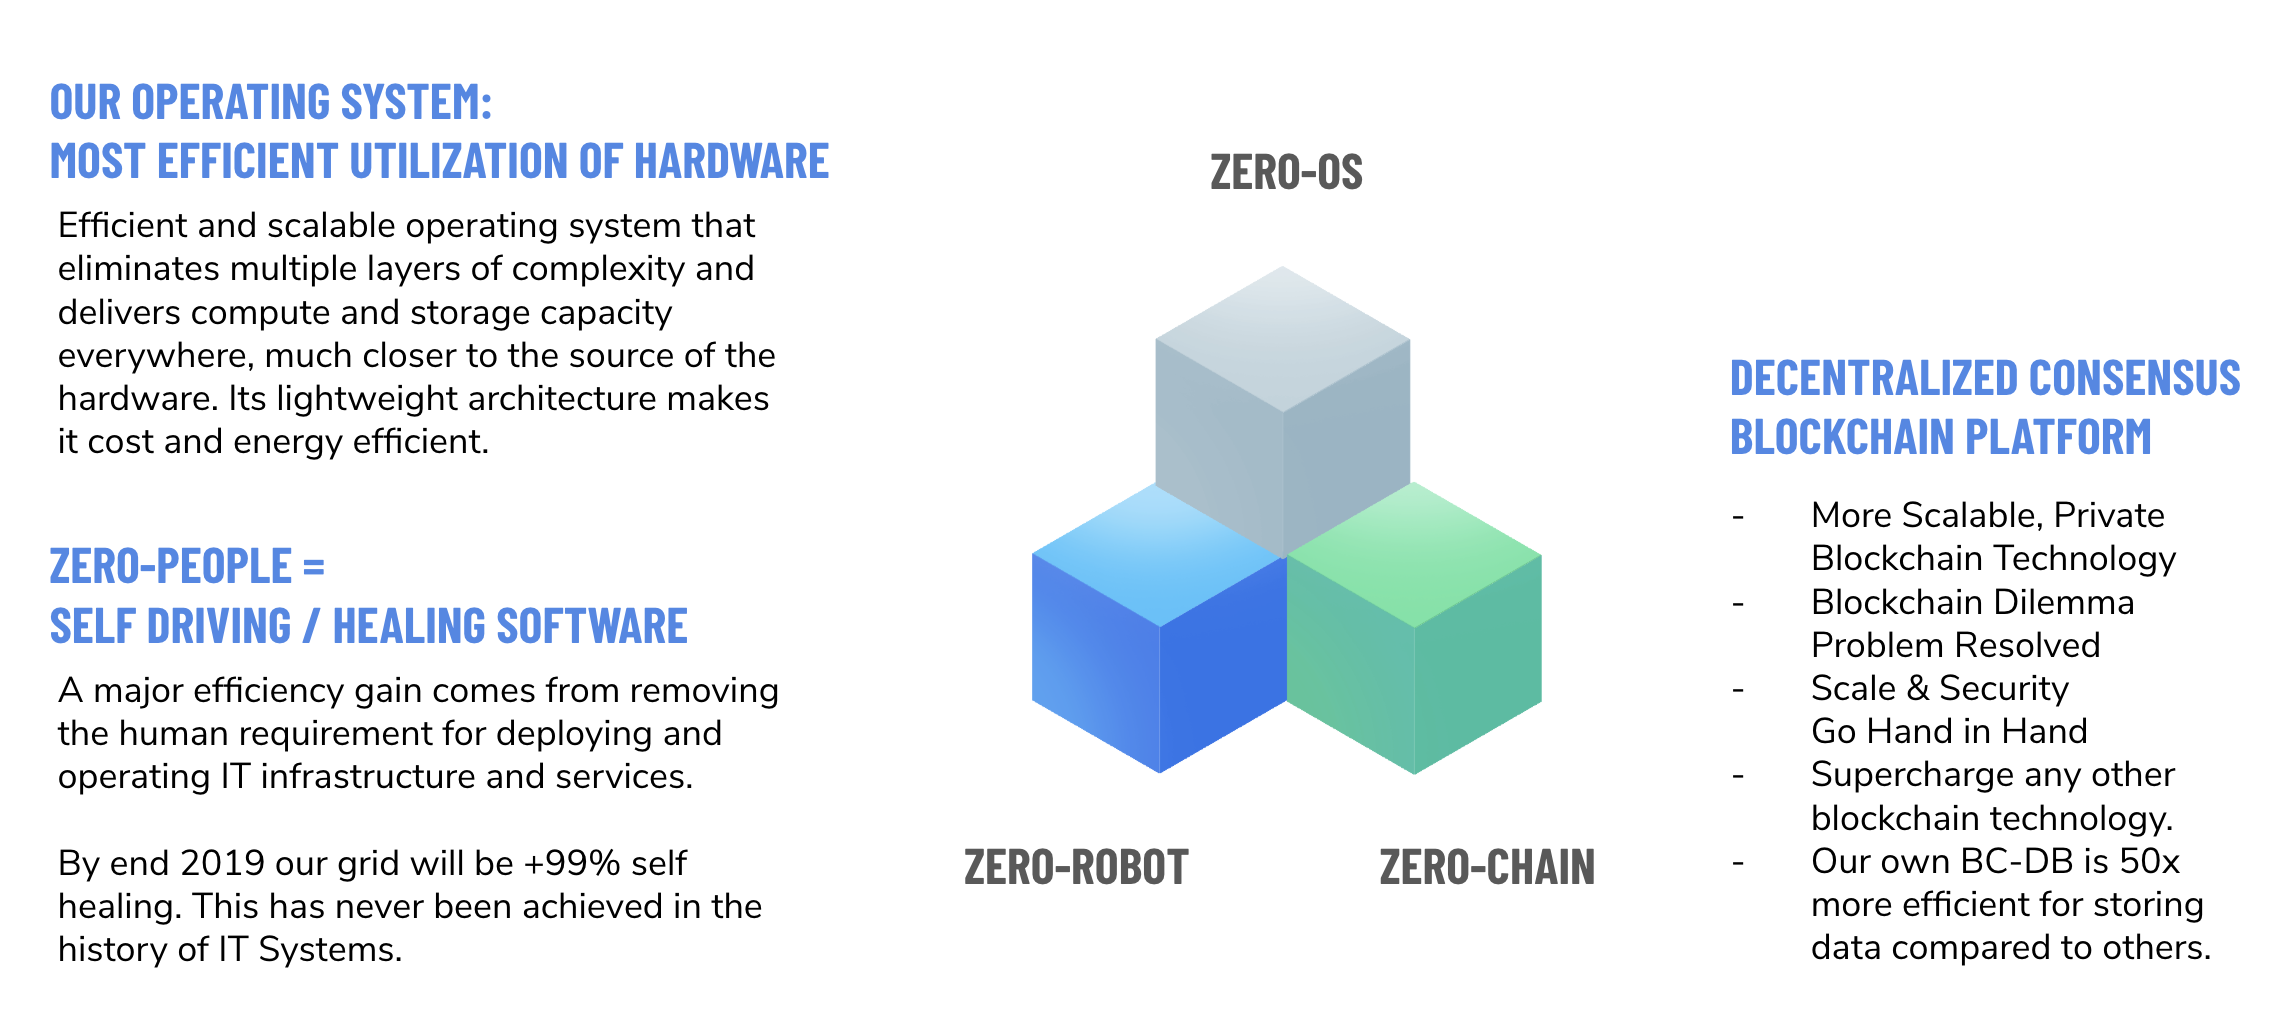 OUR OPERATING SYSTEM:
MOST EFFICIENT UTILIZATION OF HARDWARE
Efficient and scalable operating system that
eliminates multiple layers of complexity and
delivers compute and storage capacity
everywhere, much closer to the source of the
hardware. Its lightweight architecture makes
it cost and energy efficient.
ZERO-PEOPLE =
SELF DRIVING / HEALING SOFTWARE
A major efficiency gain comes from removing
the human requirement for deploying and
operating IT infrastructure and services.
By end 2019 our grid will be +99% self
healing. This has never been achieved in the
history of IT Systems.
ZERO-OS
ZERO-ROBOT
ZERO-CHAIN
DECENTRALIZED CONSENSUS
BLOCKCHAIN PLATFORM
- More Scalable, Private
Blockchain Technology
- Blockchain Dilemma
Problem Resolved
- Scale & Security
Go Hand in Hand
- Supercharge any other
blockchain technology.
- Our own BC-DB is 50x
more efficient for storing
data compared to others.